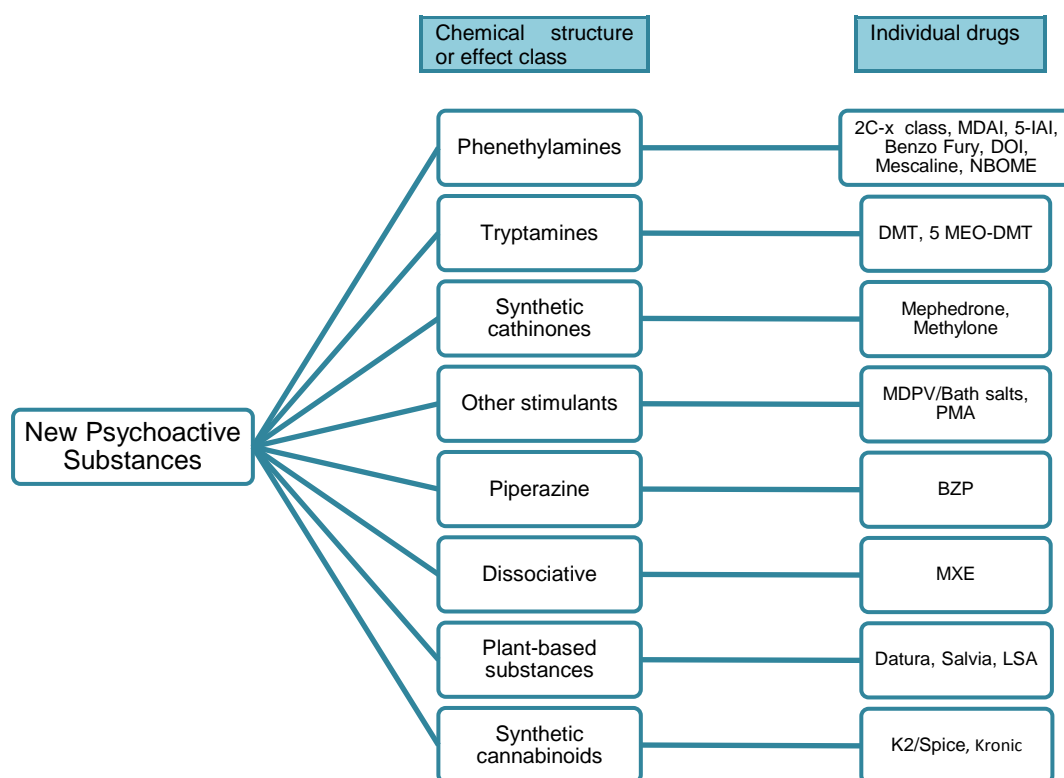 Chemical structure
or effect class
Individual drugs
Phenethylamines
2C-x class, MDAI, 5-IAI,
Benzo Fury, DOI,
Mescaline, NBOME
Tryptamines
DMT, 5 MEO-DMT
Synthetic
cathinones
Mephedrone,
Methylone
Other stimulants
MDPV/Bath salts,
PMA
New Psychoactive
Substances
Piperazine
BZP
Dissociative
MXE
Plant-based
substances
Datura, Salvia, LSA
Synthetic
cannabinoids
K2/Spice, Kronic